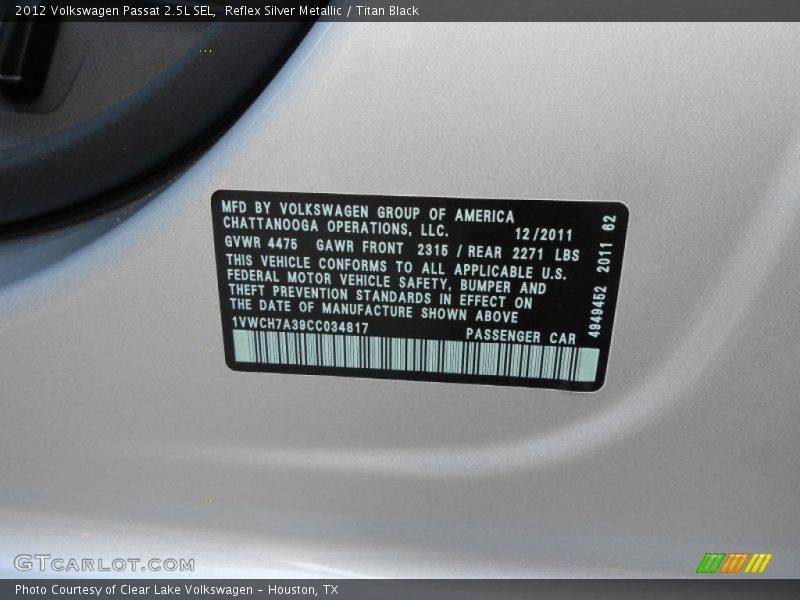 2012 Volkswagen Passat 2.5L SEL, Reflex Silver Metallic / Titan Black
MFD BY VOLKSWAGEN GROUP OF AMERICA
CHATTANOOGA OPERATIONS, LLC. 12/2011
GVWR 4475 GAWR FRONT 2315 / REAR 2271 LBS
THIS VEHICLE CONFORMS TO ALL APPLICABLE U.S.
FEDERAL MOTOR VEHICLE SAFETY, BUMPER AND
THEFT PREVENTION STANDARDS IN EFFECT ON
THE DATE OF MANUFACTURE SHOWN ABOVE
1VWCH7A39CC034817 PASSENGER CAR
4949452 2011 62
GTCARLOT.COM
Photo Courtesy of Clear Lake Volkswagen - Houston, TX